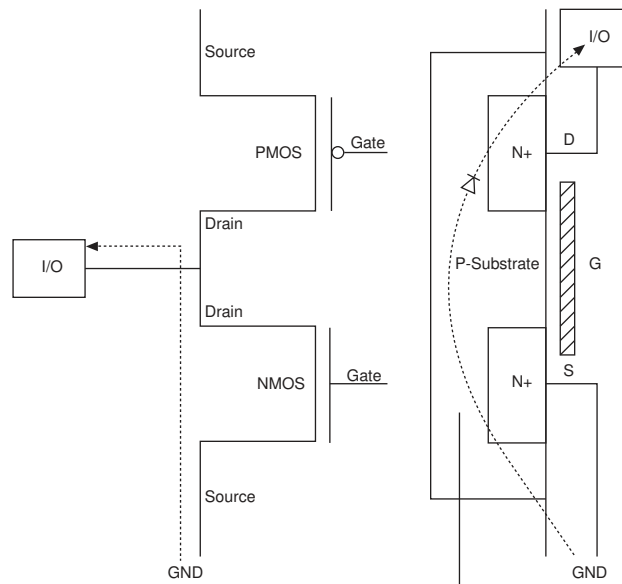 Source
PMOS
Gate
Drain
I/O
Drain
NMOS
Gate
Source
GND
I/O
N+
D
P-Substrate
G
N+
S
GND